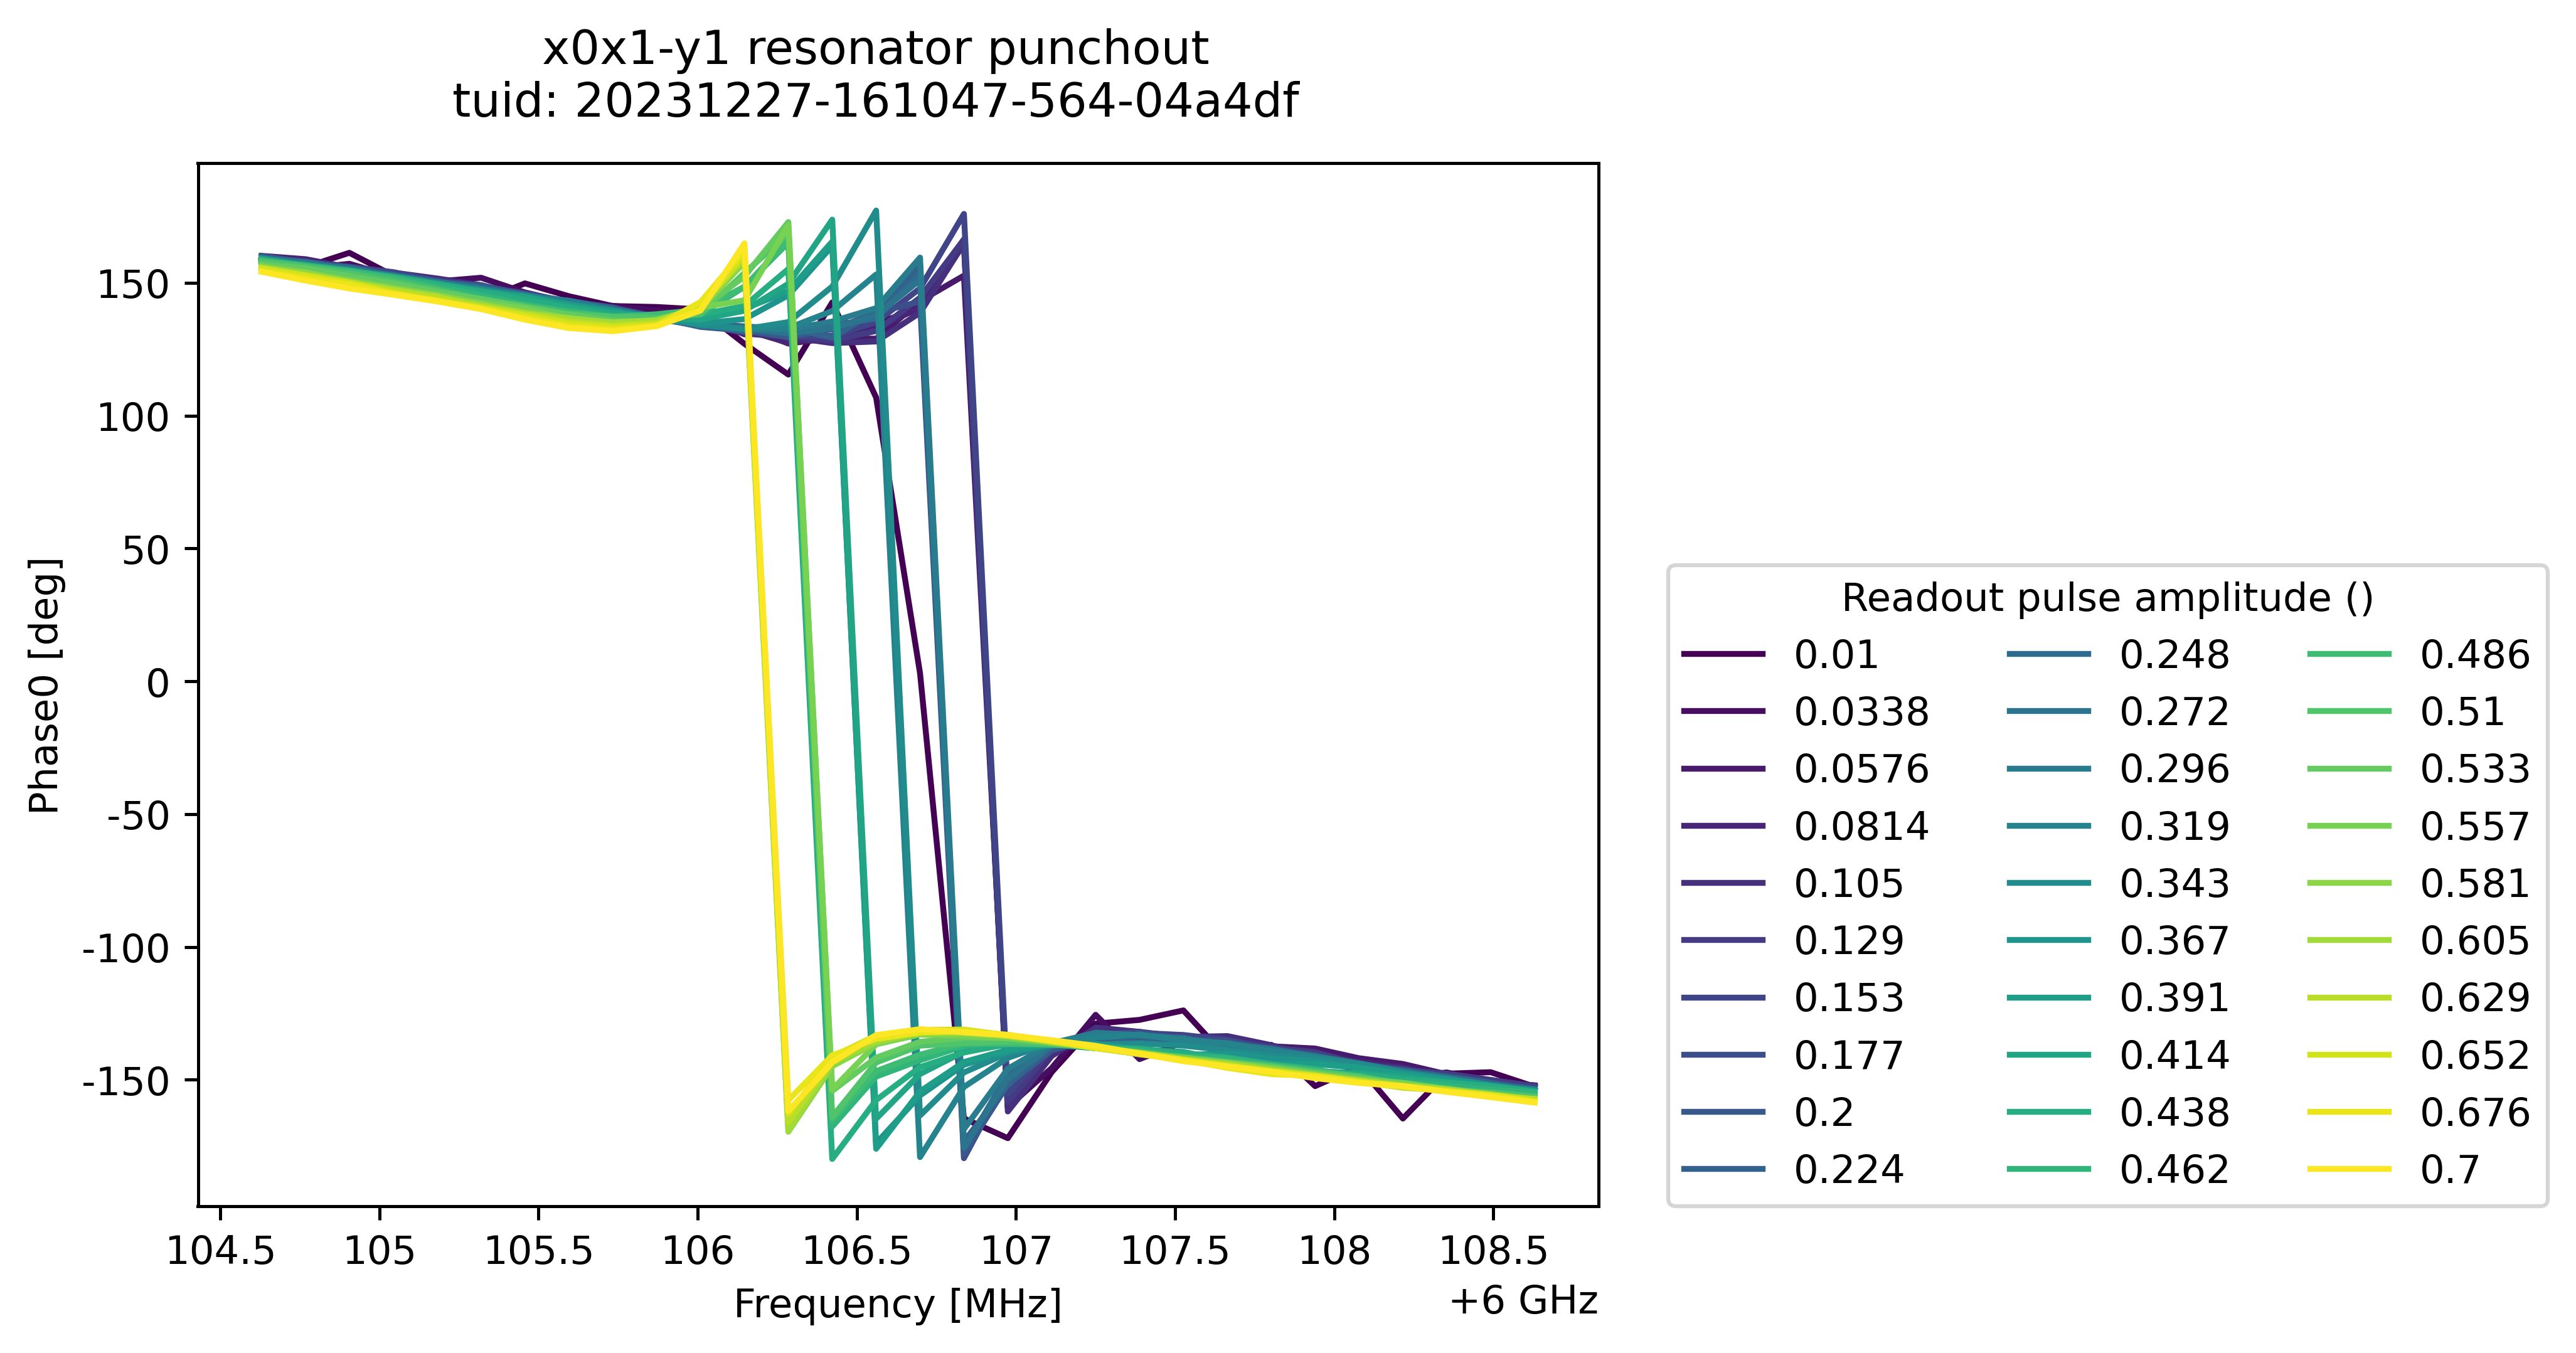 x0x1-y1 resonator punchout
tuid: 20231227-161047-564-04a4df
Phase0 [deg]
150
100
50
0
-50
-100
-150
104.5 105 105.5 106 106.5 107 107.5 108 108.5
Frequency [MHz]
+6 GHz
Readout pulse amplitude ()
0.01 0.248 0.486
0.0338 0.272 0.51
0.0576 0.296 0.533
0.0814 0.319 0.557
0.105 0.343 0.581
0.129 0.367 0.605
0.153 0.391 0.629
0.177 0.414 0.652
0.2 0.438 0.676
0.224 0.462 0.7